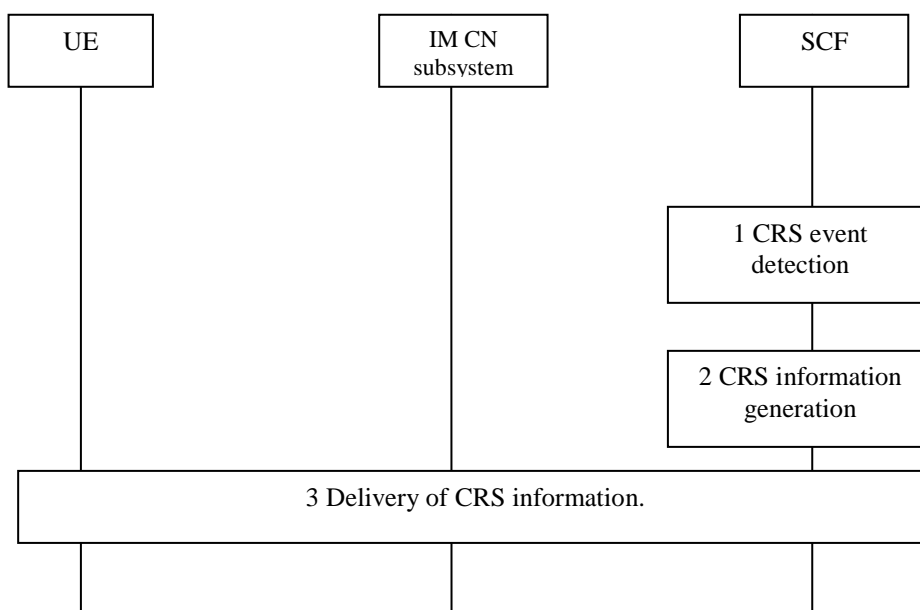 UE
IM CN
subsystem
SCF
1 CRS event
detection
2 CRS information
generation
3 Delivery of CRS information.